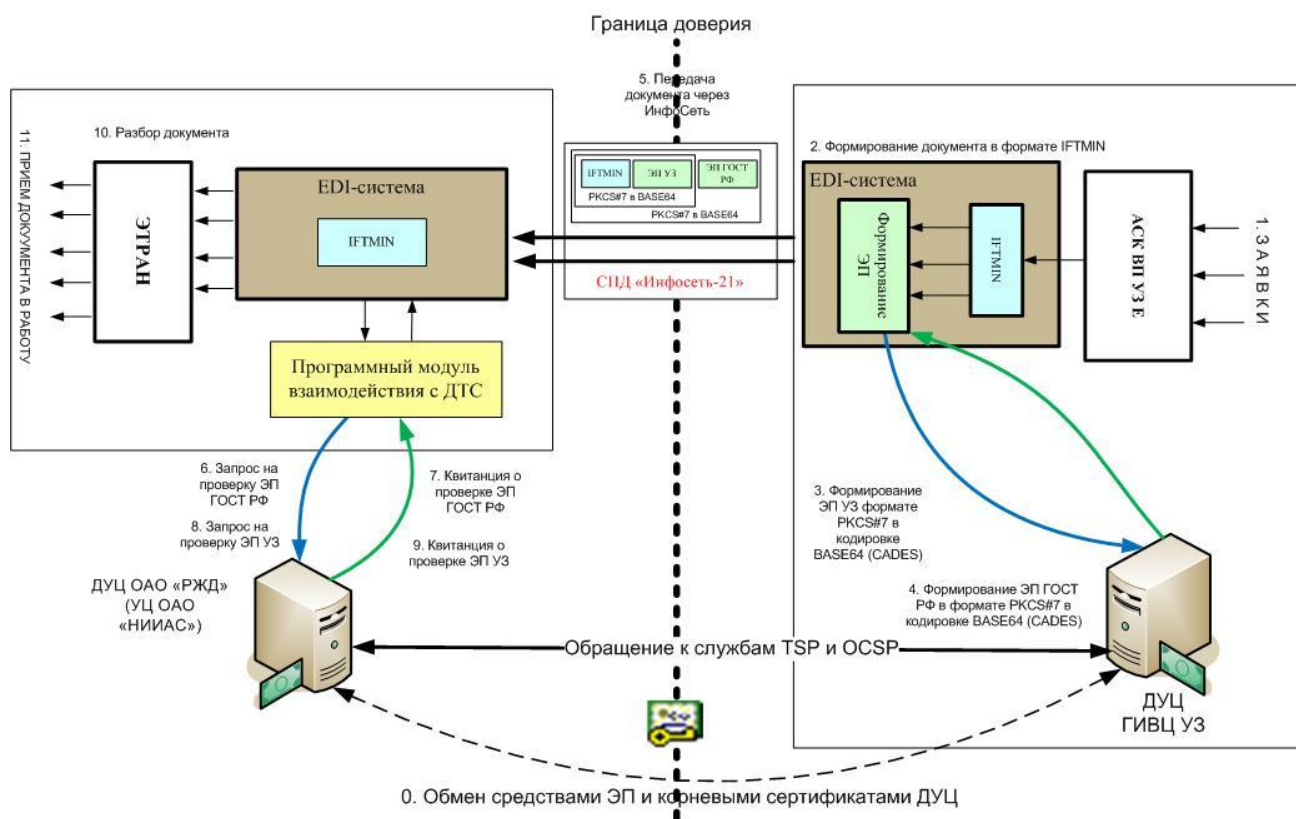 Граница доверия
5. Передача
документа через
ИнфоСеть
11. ПРИЕМ ДОКУУМЕНТА В РАБОТУ
10. Разбор документа
ЭТРАН
EDI-система
IFTMIN
Программный модуль
взаимодействия с ДТС
IFTMIN
ЭП УЗ
ЭП ГОСТ
РФ
PKCS#7 в BASE64
PKCS#7 в BASE64
СПД «Инфосеть-21»
2. Формирование документа в формате IFTMIN
EDI-система
Формирование
ЭП
IFTMIN
АСК ВП УЗ Е
1. ЗАЯВКИ
6. Запрос на
проверку ЭП
ГОСТ РФ
8. Запрос на
проверку ЭП УЗ
7. Квитанция о
проверке ЭП
ГОСТ РФ
9. Квитанция о
проверке ЭП УЗ
3. Формирование
ЭП УЗ формате
PKCS#7 в
кодировке
BASE64 (CADES)
4. Формирование ЭП ГОСТ
РФ в формате PKCS#7 в
кодировке BASE64 (CADES)
ДУЦ ОАО «РЖД»
(УЦ ОАО
«НИИАС»)
Обращение к службам TSP и OCSP
ДУЦ
ГИВЦ УЗ
0. Обмен средствами ЭП и корневыми сертификатами ДУЦ